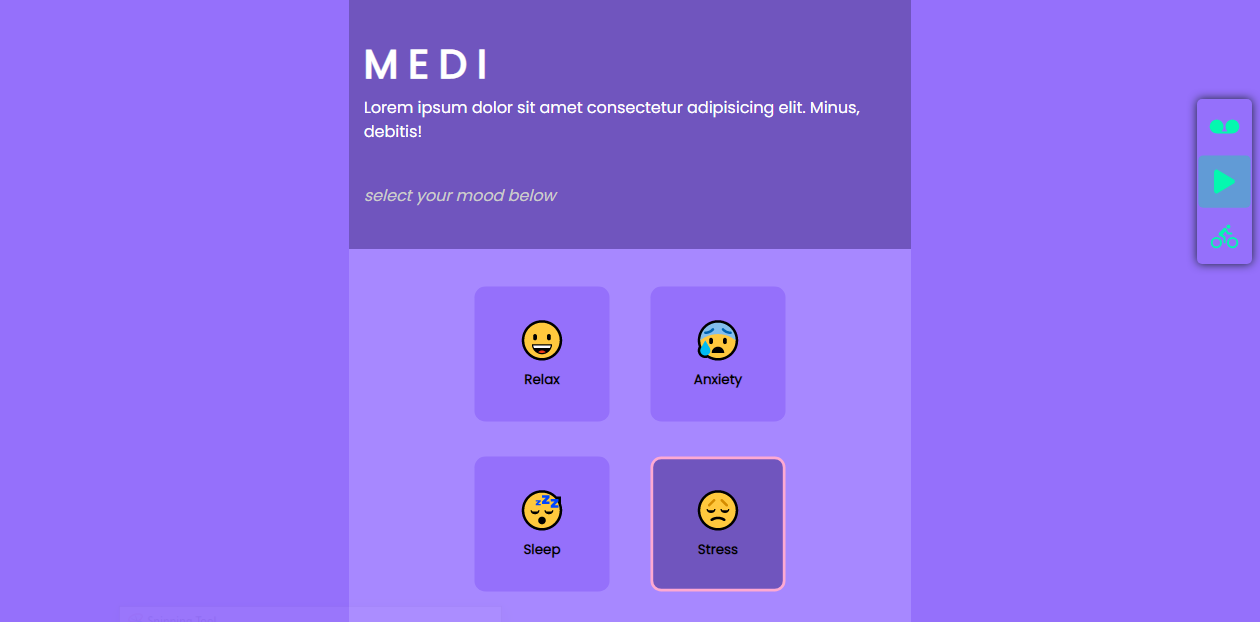 MEDI
Lorem ipsum dolor sit amet consectetur adipisicing elit. Minus,
debitis!
select your mood below
Relax
Anxiety
Sleep
Stress